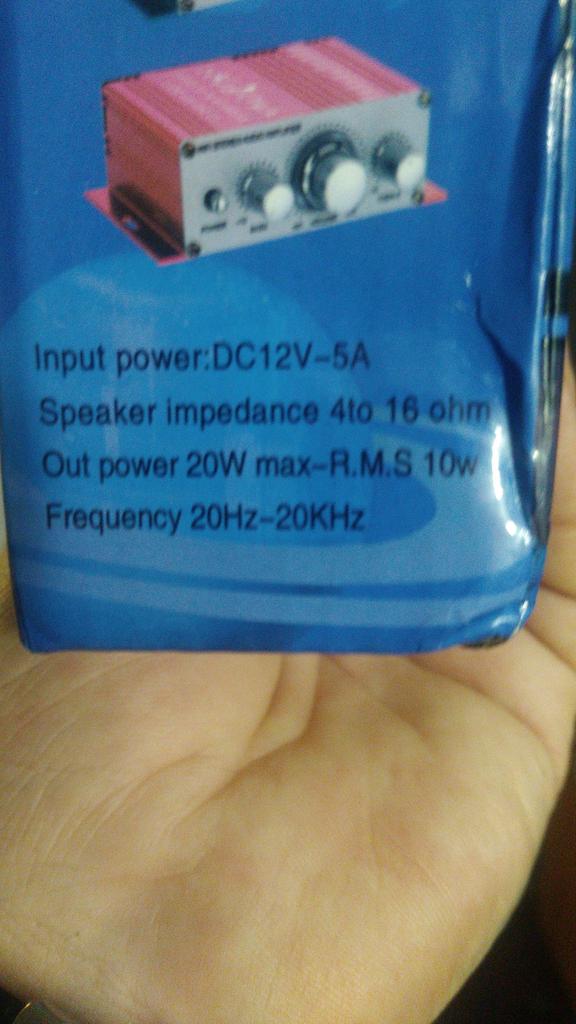 Input power:DC12V-5A
Speaker impedance 4to 16 ohm
Out power 20W max-R.M.S 10w
Frequency 20Hz-20KHz